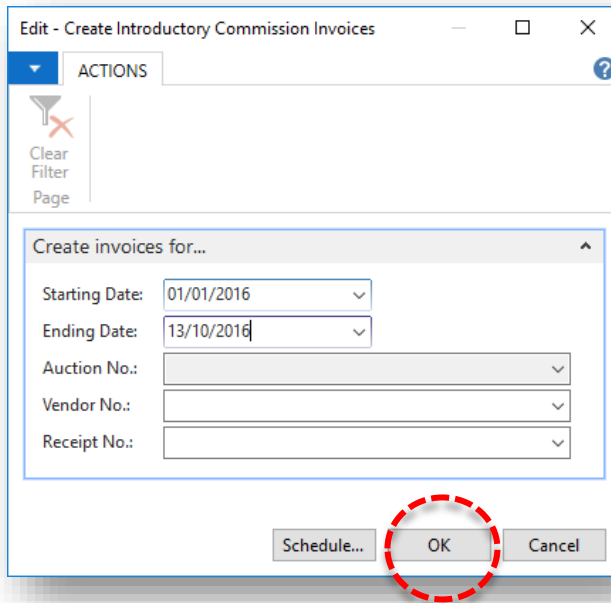 Edit - Create Introductory Commission Invoices
ACTIONS
?
Clear
Filter
Page
Create invoices for...
Starting Date: 01/01/2016
Ending Date: 13/10/2016
Auction No.:
Vendor No.:
Receipt No.:
Schedule... OK Cancel